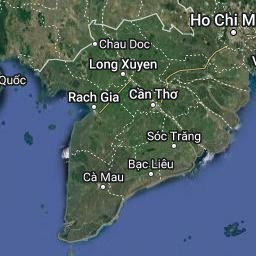 Ho Chi M
Chau Doc
Long Xuyen
Quốc
Rach Gia
Cần Thơ
Sóc Trăng
Bạc Liêu
Cà Mau